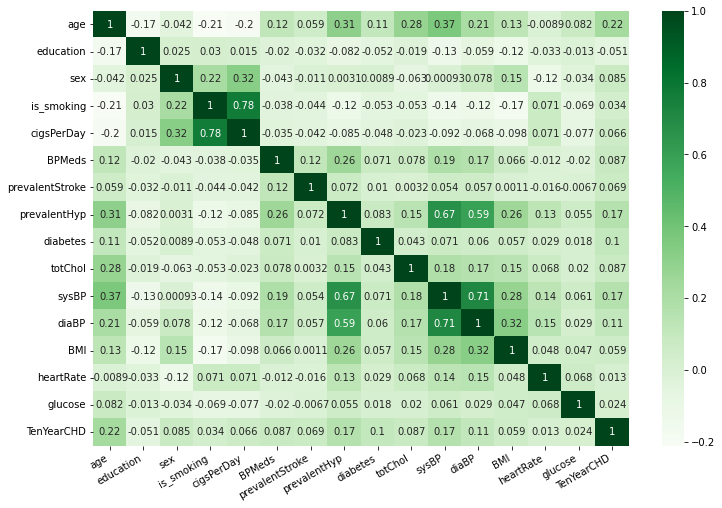 age 1 -0.17 -0.042 -0.21 -0.2 0.12 0.059 0.31 0.11 0.28 0.37 0.21 0.13 -0.0089 0.082 0.22
education -0.17 1 0.025 0.03 0.015 -0.02 -0.032 -0.082 -0.052 -0.019 -0.13 -0.059 -0.12 -0.033 -0.013 -0.051
sex -0.042 0.025 1 0.22 0.32 -0.043 -0.011 0.0031 0.0089 -0.063 0.00093 0.078 0.15 -0.12 -0.034 0.085
is_smoking -0.21 0.03 0.22 1 0.78 -0.038 -0.044 -0.12 -0.053 -0.053 -0.14 -0.12 -0.17 0.071 -0.069 0.034
cigsPerDay -0.2 0.015 0.32 0.78 1 -0.035 -0.042 -0.085 -0.048 -0.023 -0.092 -0.068 -0.098 0.071 -0.077 0.066
BPMeds 0.12 -0.02 -0.043 -0.038 -0.035 1 0.12 0.26 0.071 0.078 0.19 0.17 0.066 -0.012 -0.02 0.087
prevalentStroke 0.059 -0.032 -0.011 -0.044 -0.042 0.12 1 0.072 0.01 0.0032 0.054 0.057 0.0011 -0.016 -0.0067 0.069
prevalentHyp 0.31 -0.082 0.0031 -0.12 -0.085 0.26 0.072 1 0.083 0.15 0.67 0.59 0.26 0.13 0.055 0.17
diabetes 0.11 -0.052 0.0089 -0.053 -0.048 0.071 0.01 0.083 1 0.043 0.071 0.06 0.057 0.029 0.018 0.1
totChol 0.28 -0.019 -0.063 -0.053 -0.023 0.078 0.0032 0.15 0.043 1 0.18 0.17 0.15 0.068 0.02 0.087
sysBP 0.37 -0.13 0.00093 -0.14 -0.092 0.19 0.054 0.67 0.071 0.18 1 0.71 0.28 0.14 0.061 0.17
diaBP 0.21 -0.059 0.078 -0.12 -0.068 0.17 0.057 0.59 0.06 0.17 0.71 1 0.32 0.15 0.029 0.11
BMI 0.13 -0.12 0.15 -0.17 -0.098 0.066 0.0011 0.26 0.057 0.15 0.28 0.32 1 0.048 0.047 0.059
heartRate -0.0089 -0.033 -0.12 0.071 0.071 -0.012 -0.016 0.13 0.029 0.068 0.14 0.15 0.048 1 0.068 0.013
glucose 0.082 -0.013 -0.034 -0.069 -0.077 -0.02 -0.0067 0.055 0.018 0.02 0.061 0.029 0.047 0.068 1 0.024
TenYearCHD 0.22 -0.051 0.085 0.034 0.066 0.087 0.069 0.17 0.1 0.087 0.17 0.11 0.059 0.013 0.024 1
age education sex is_smoking cigsPerDay BPMeds prevalentStroke prevalentHyp diabetes totChol sysBP diaBP BMI heartRate glucose TenYearCHD
1.0
0.8
0.6
0.4
0.2
0.0
−0.2